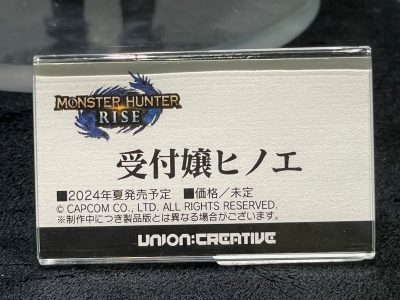 MONSTER HUNTER
RISE
受付嬢ヒノエ
■2024年夏発売予定 ■価格／未定
© CAPCOM CO., LTD. ALL RIGHTS RESERVED.
※制作中につき製品版とは異なる場合がございます。
UNION:CREATIVE